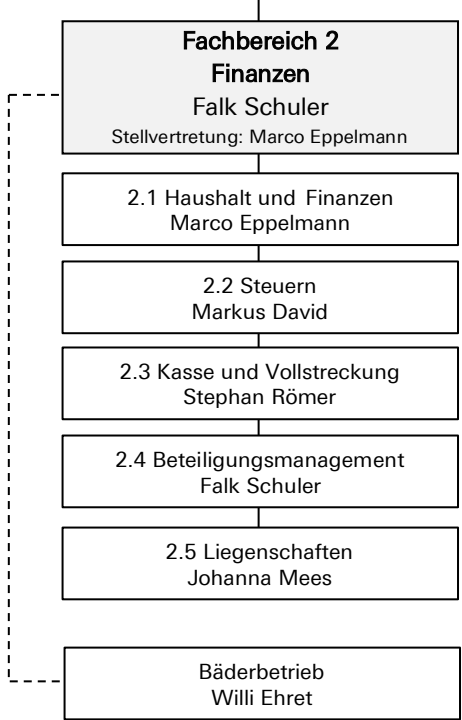 Fachbereich 2
Finanzen
Falk Schuler
Stellvertretung: Marco Eppelmann
2.1 Haushalt und Finanzen
Marco Eppelmann
2.2 Steuern
Markus David
2.3 Kasse und Vollstreckung
Stephan Römer
2.4 Beteiligungsmanagement
Falk Schuler
2.5 Liegenschaften
Johanna Mees
Bäderbetrieb
Willi Ehret